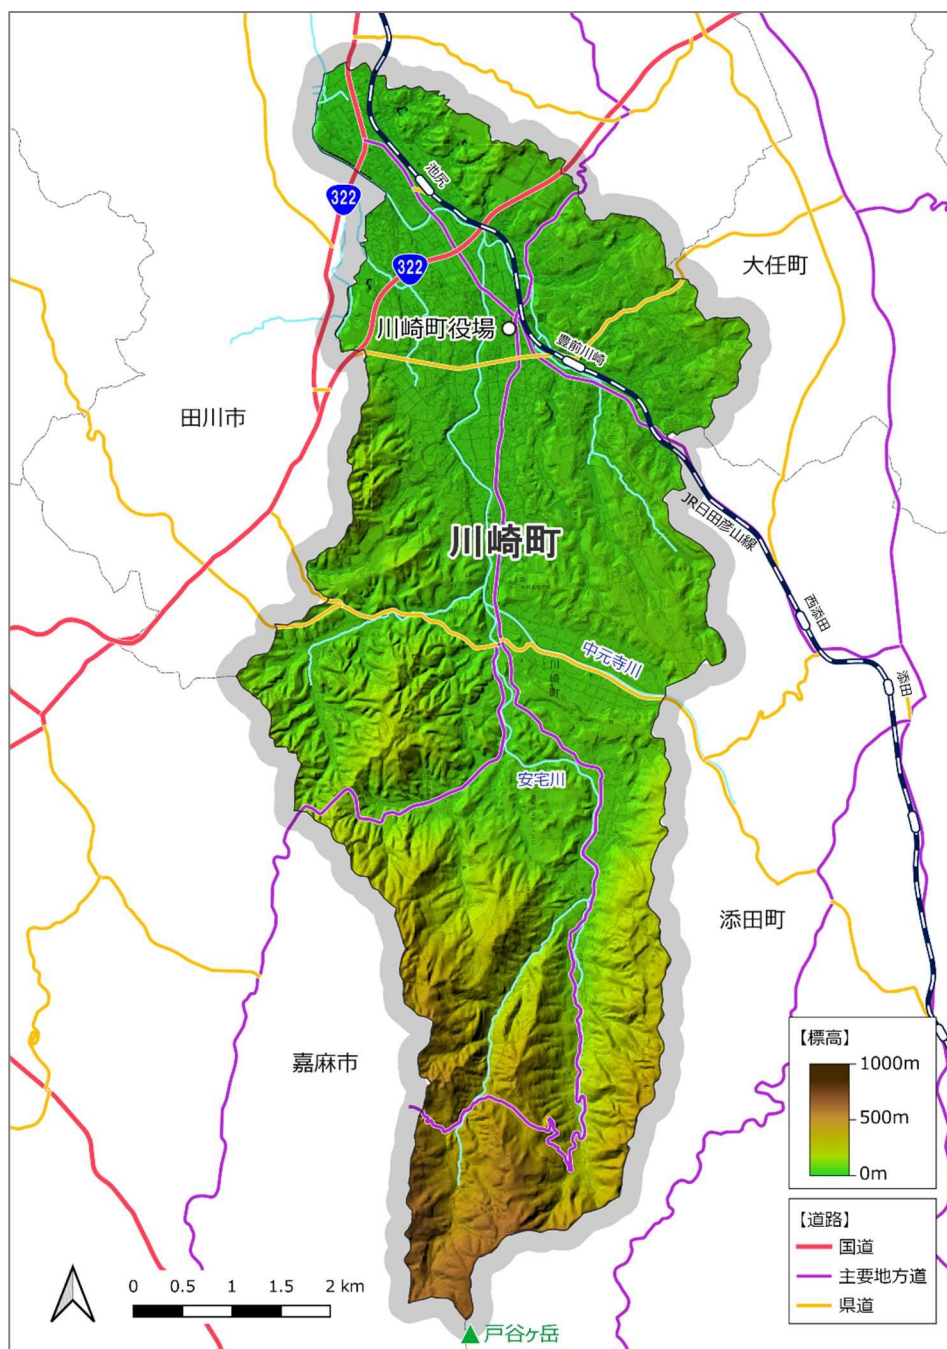 池尻
322
322
大任町
川崎町役場
豊前川崎
田川市
JR日田彦山線
川崎町
西添田
中元寺川
川崎町
添田
安宅川
添田町
嘉麻市
【標高】
1000m
500m
0m
【道路】
国道
主要地方道
県道
0 0.5 1 1.5 2 km
戸谷ヶ岳